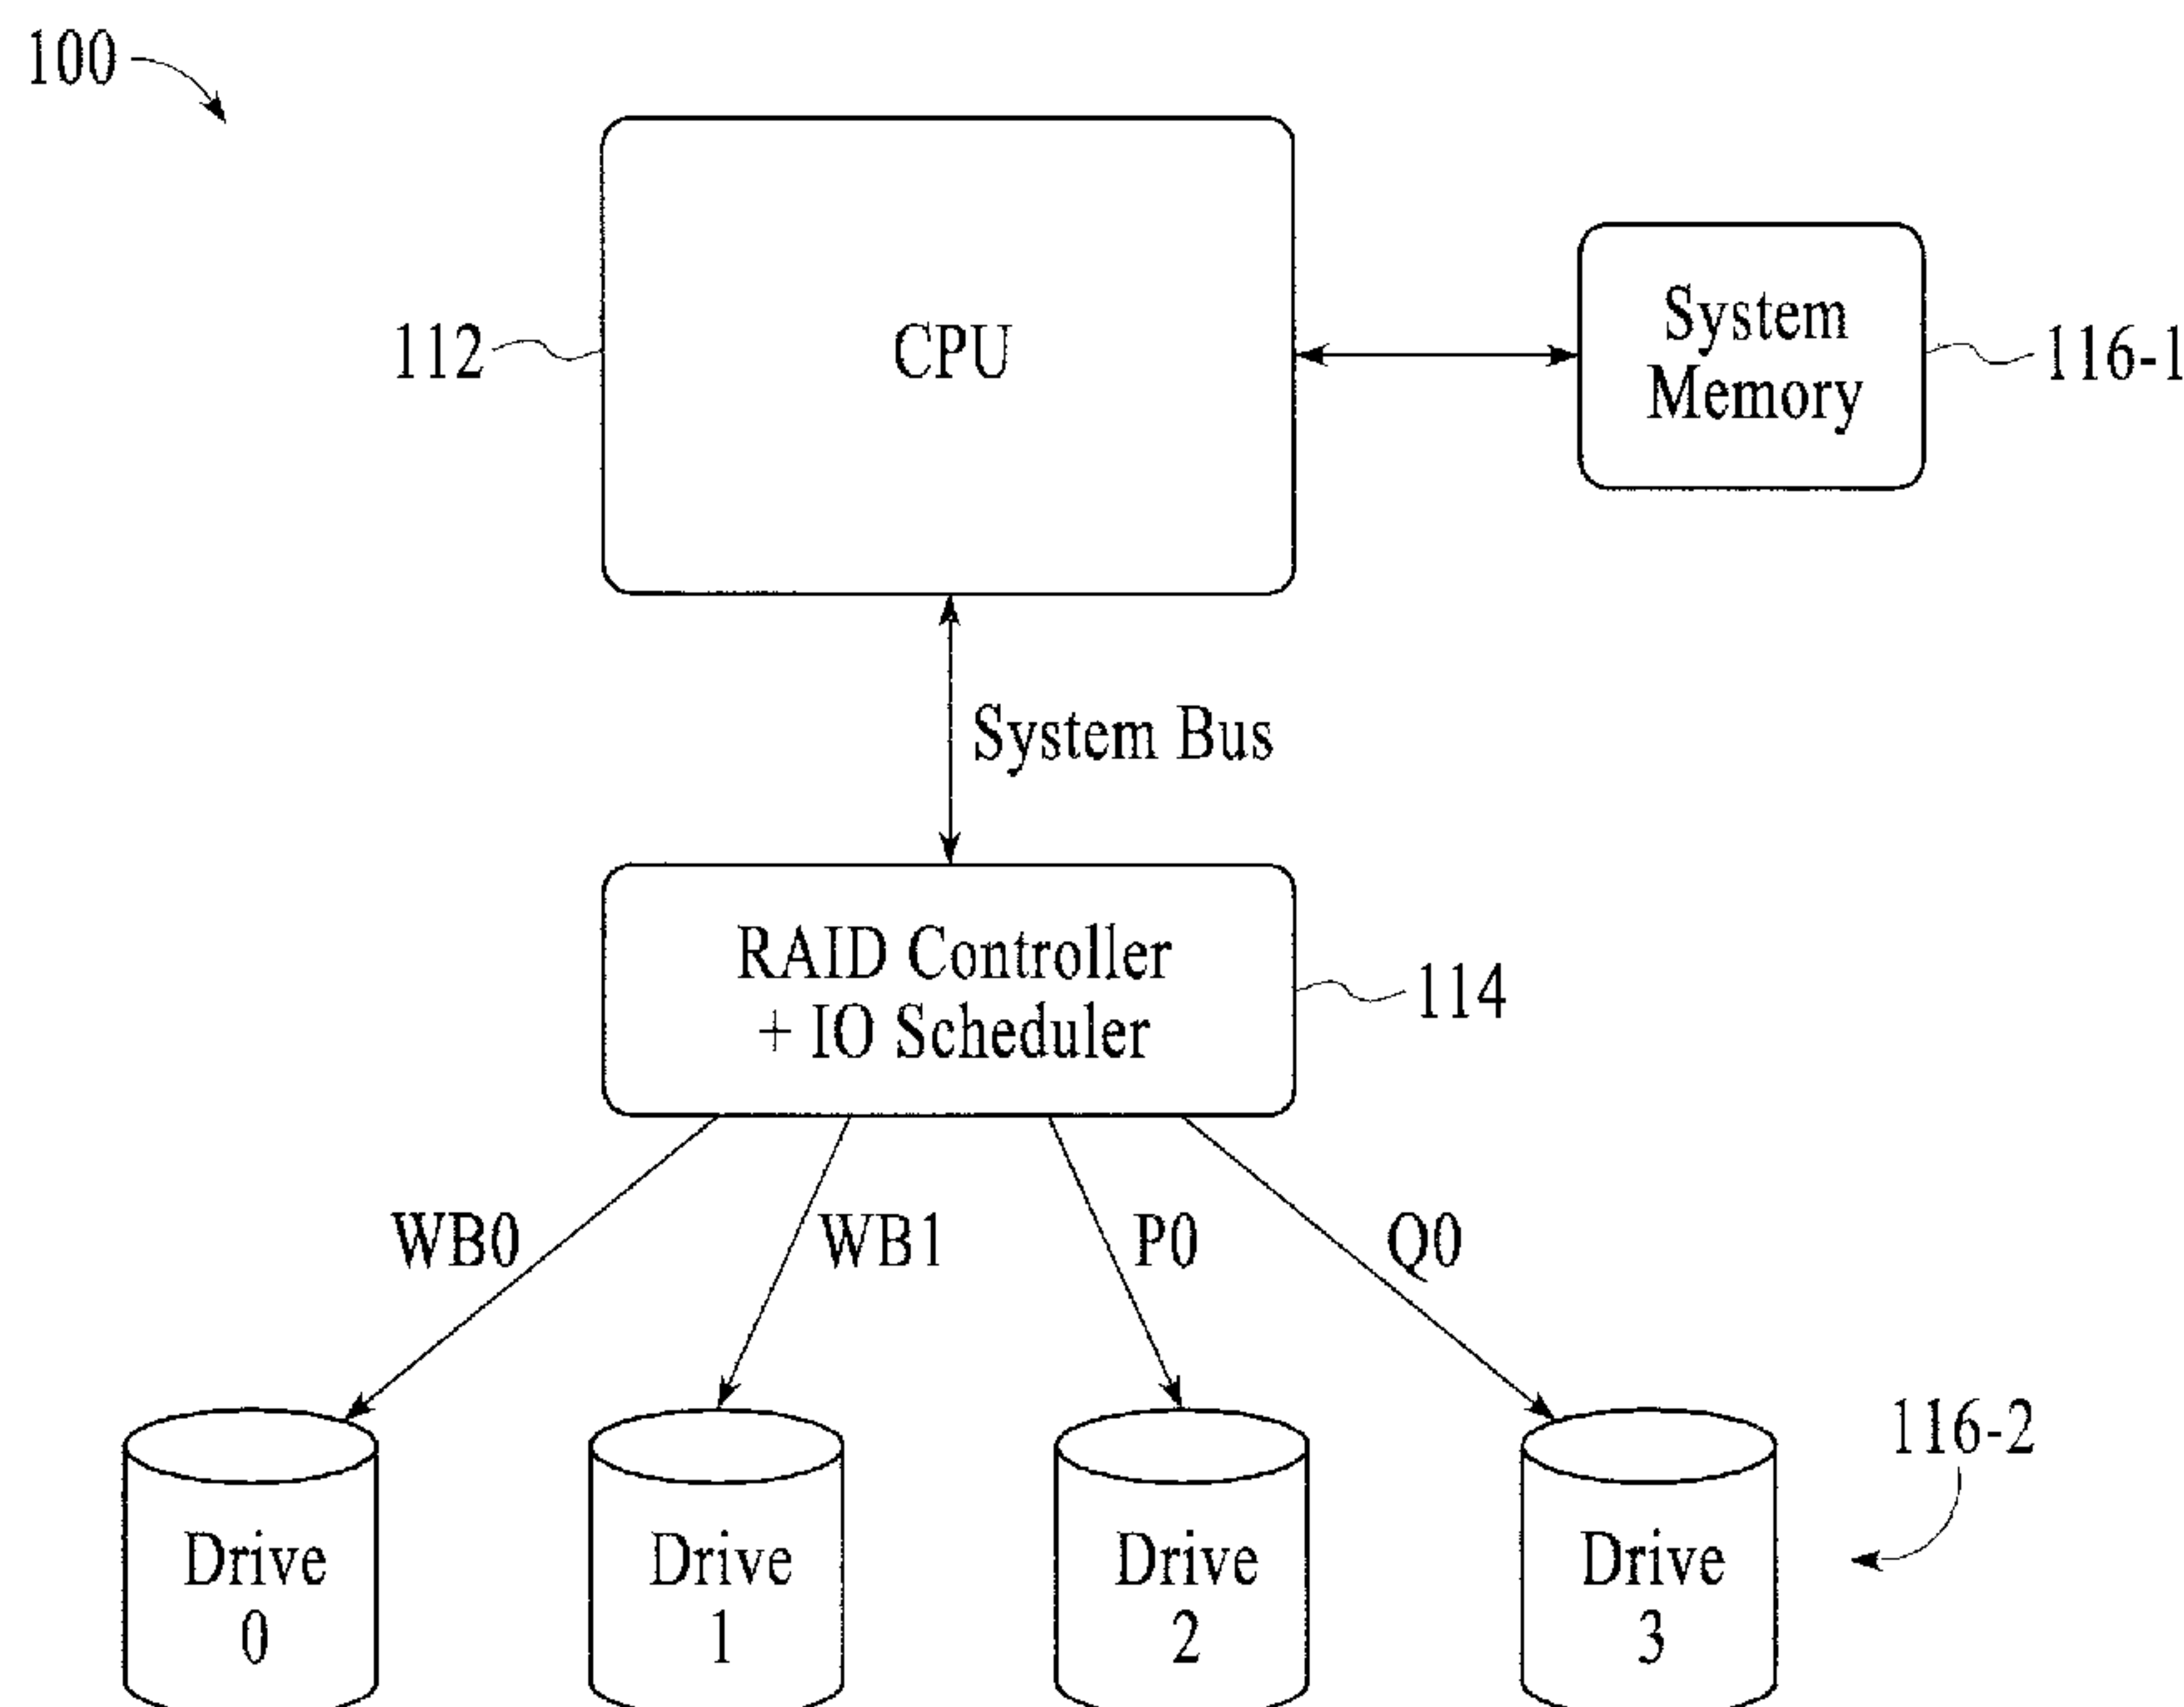 100
112
CPU
System
Memory
116-1
System Bus
RAID Controller
+ IO Scheduler
114
WB0
WB1
P0
Q0
116-2
Drive
0
Drive
1
Drive
2
Drive
3